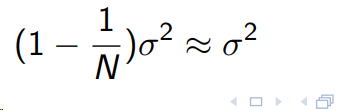 (1 − 1/N)σ² ≈ σ²